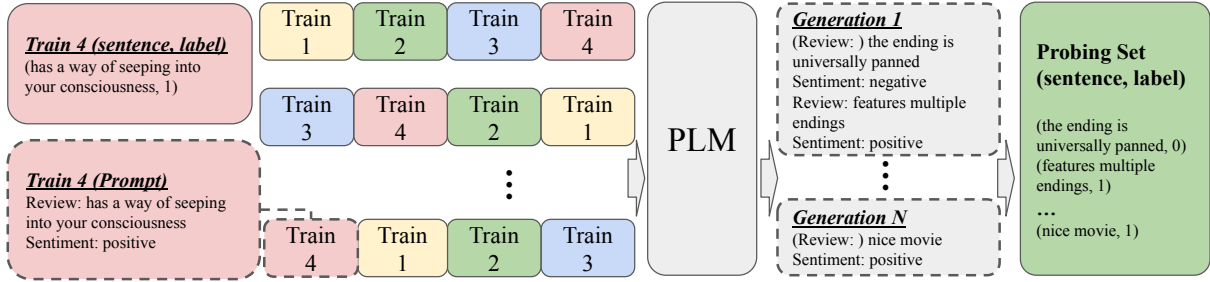 Train 4 (sentence, label)
(has a way of seeping into
your consciousness, 1)
Train 4 (Prompt)
Review: has a way of seeping
into your consciousness
Sentiment: positive
Train
1
Train
2
Train
3
Train
4
Train
3
Train
4
Train
2
Train
1
Train
4
Train
1
Train
2
Train
3
PLM
Generation 1
(Review: ) the ending is
universally panned
Sentiment: negative
Review: features multiple
endings
Sentiment: positive
Generation N
(Review: ) nice movie
Sentiment: positive
Probing Set
(sentence, label)
(the ending is
universally panned, 0)
(features multiple
endings, 1)
...
(nice movie, 1)